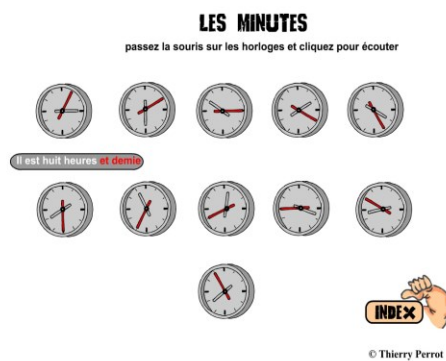 LES MINUTES
passez la souris sur les horloges et cliquez pour écouter
Il est huit heures et demie
INDEX
© Thierry Perrot